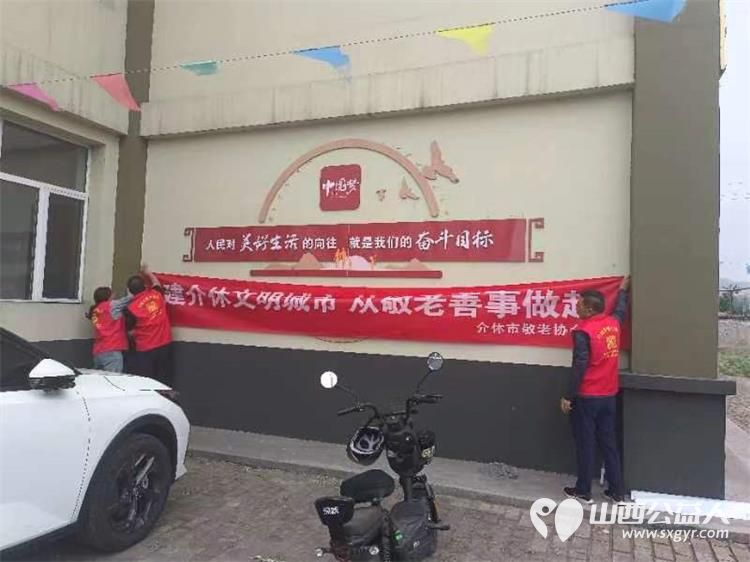 中国梦
人民对美好生活的向往 就是我们的奋斗目标
建介休文明城市 从敬老善事做起
介休市敬老协会
山西公益人
www.sxgyr.com